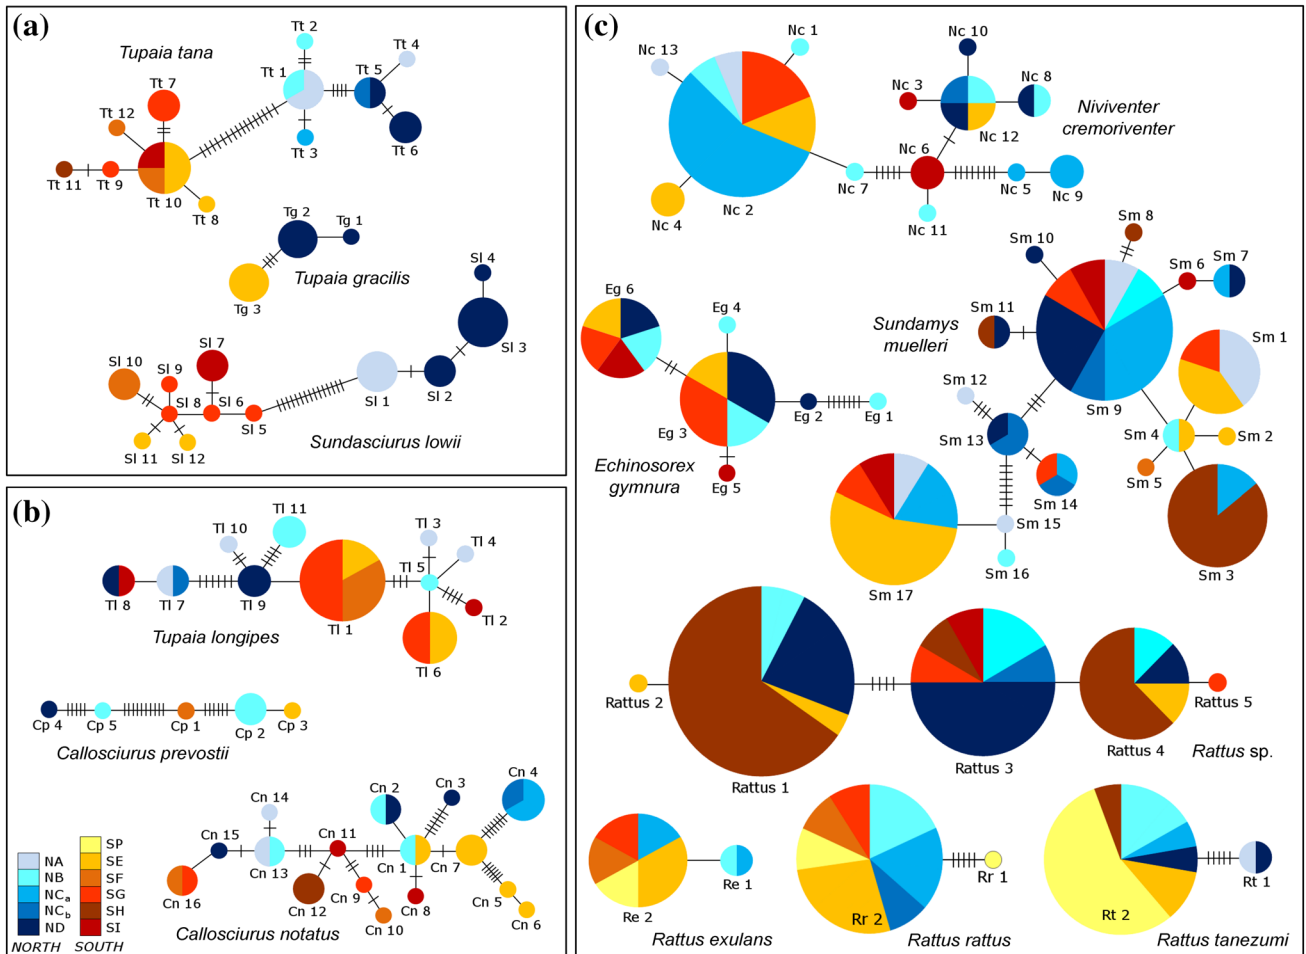 (a)
Tupaia tana
Tt 2
Tt 1
Tt 5
Tt 4
Tt 7
Tt 12
Tt 3
Tt 6
Tt 11
Tt 9
Tt 10
Tt 8
Tg 2
Tg 1
Tupaia gracilis
Tg 3
Sl 4
Sl 3
Sl 7
Sl 10
Sl 9
Sl 8
Sl 6
Sl 5
Sl 1
Sl 2
Sl 11
Sl 12
Sundasciurus lowii
(b)
Tl 10
Tl 11
Tl 3
Tl 4
Tl 5
Tl 8
Tl 7
Tl 9
Tl 1
Tl 2
Tl 6
Tupaia longipes
Cp 4
Cp 5
Cp 1
Cp 2
Cp 3
Callosciurus prevostii
Cn 14
Cn 2
Cn 3
Cn 4
Cn 15
Cn 11
Cn 13
Cn 1
Cn 7
Cn 16
Cn 12
Cn 9
Cn 8
Cn 5
Cn 6
Cn 10
Callosciurus notatus
SP
NA SE
NB SF
NCa SG
NCb SH
ND SI
NORTH SOUTH
(c)
Nc 13
Nc 1
Nc 10
Nc 3
Nc 8
Nc 12
Niviventer
cremoriventer
Nc 6
Nc 7
Nc 5
Nc 9
Nc 2
Nc 4
Nc 11
Sm 8
Sm 10
Sm 6
Sm 7
Sm 11
Sundamys
muelleri
Sm 1
Sm 9
Sm 12
Sm 13
Sm 4
Sm 2
Sm 5
Sm 14
Sm 15
Sm 16
Sm 3
Sm 17
Eg 6
Eg 4
Eg 3
Eg 2
Eg 1
Eg 5
Echinosorex
gymnura
Rattus 2
Rattus 1
Rattus 3
Rattus 4
Rattus 5
Rattus sp.
Re 1
Re 2
Rattus exulans
Rr 2
Rr 1
Rattus rattus
Rt 2
Rt 1
Rattus tanezumi